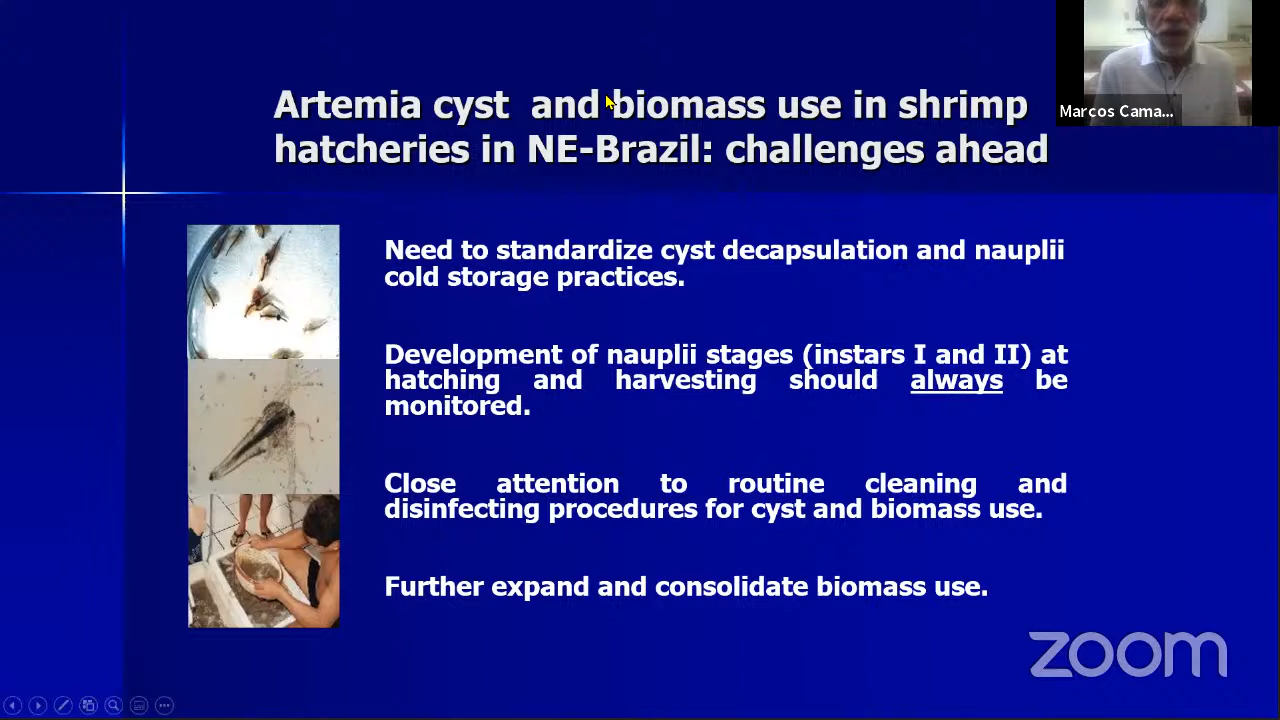 Artemia cyst and biomass use in shrimp
hatcheries in NE-Brazil: challenges ahead
Marcos Cama...
Need to standardize cyst decapsulation and nauplii
cold storage practices.
Development of nauplii stages (instars I and II) at
hatching and harvesting should always be
monitored.
Close attention to routine cleaning and
disinfecting procedures for cyst and biomass use.
Further expand and consolidate biomass use.
zoom